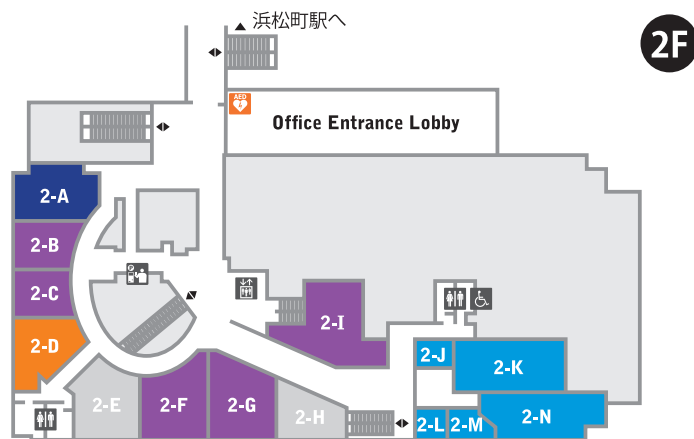 浜松町駅へ
2F
AED
Office Entrance Lobby
2-A
2-B
2-C
2-D
2-I
2-J
2-K
2-E
2-F
2-G
2-H
2-L
2-M
2-N